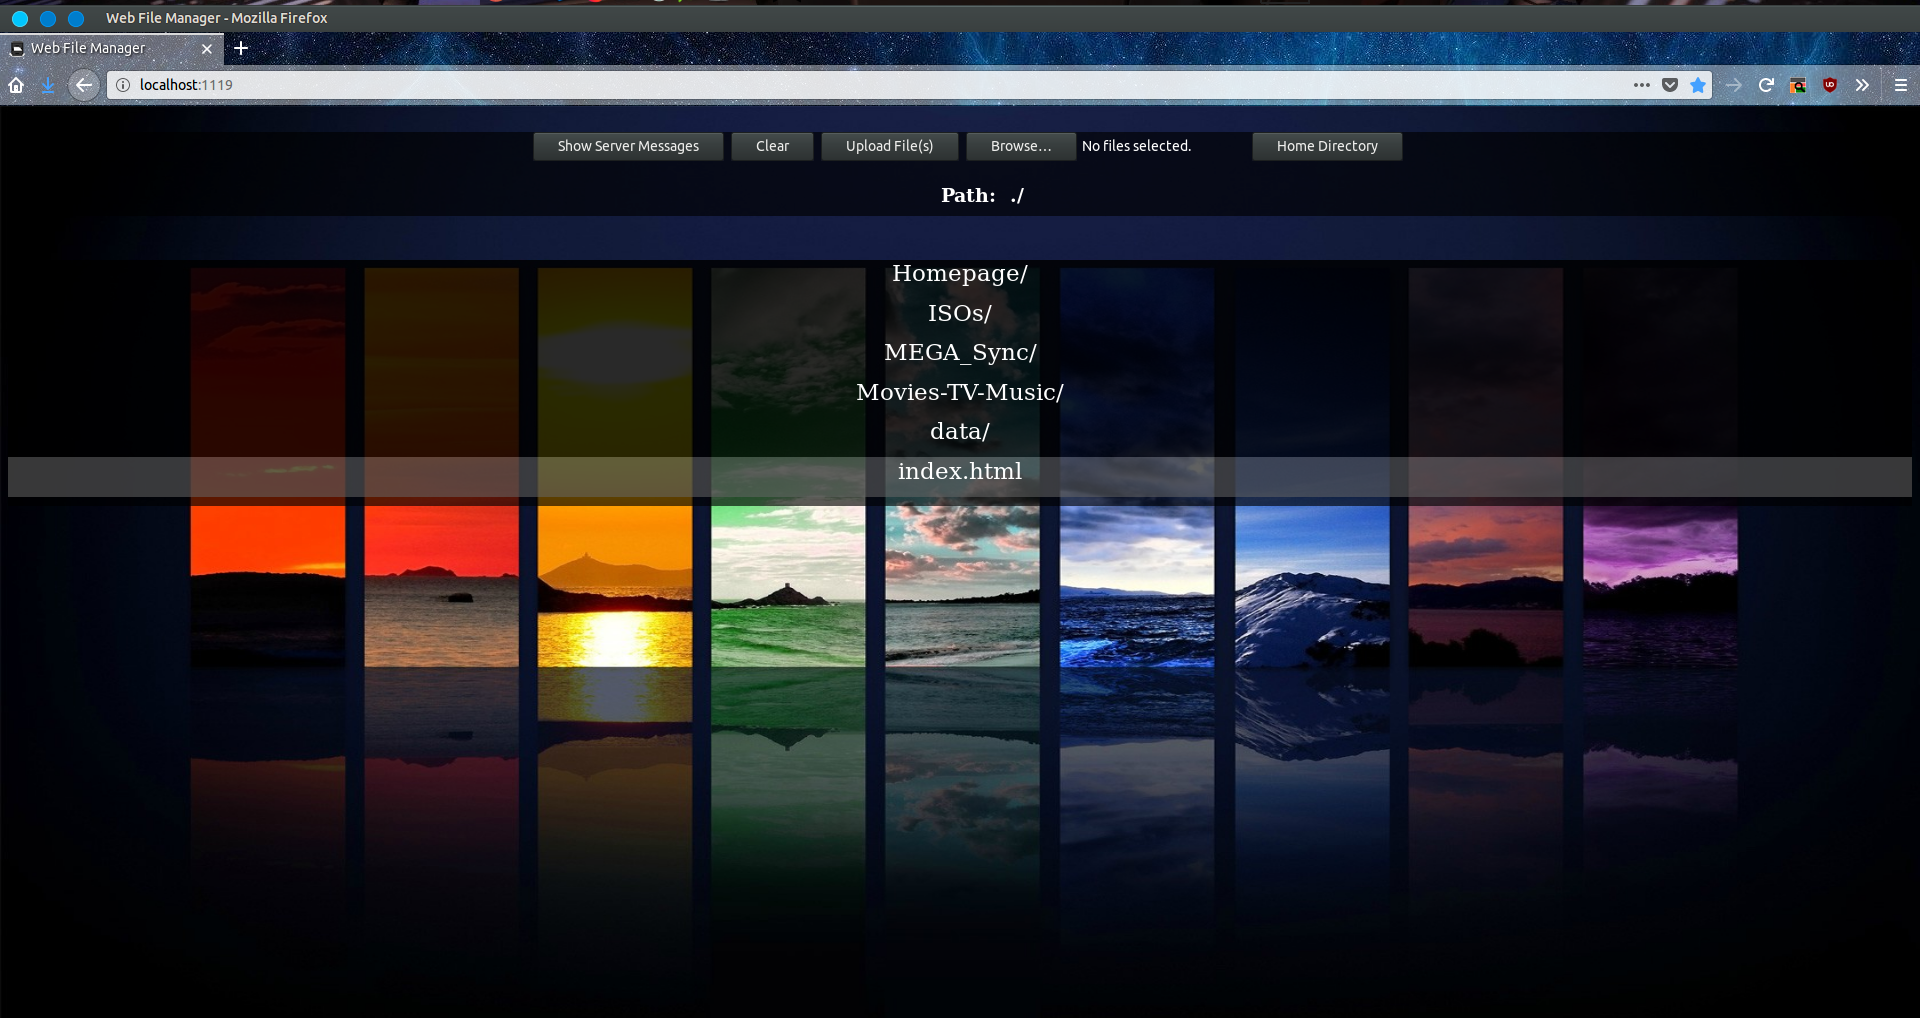 Web File Manager - Mozilla Firefox
Web File Manager
localhost:1119
Show Server Messages Clear Upload File(s) Browse... No files selected. Home Directory
Path: ./
Homepage/
ISOs/
MEGA_Sync/
Movies-TV-Music/
data/
index.html